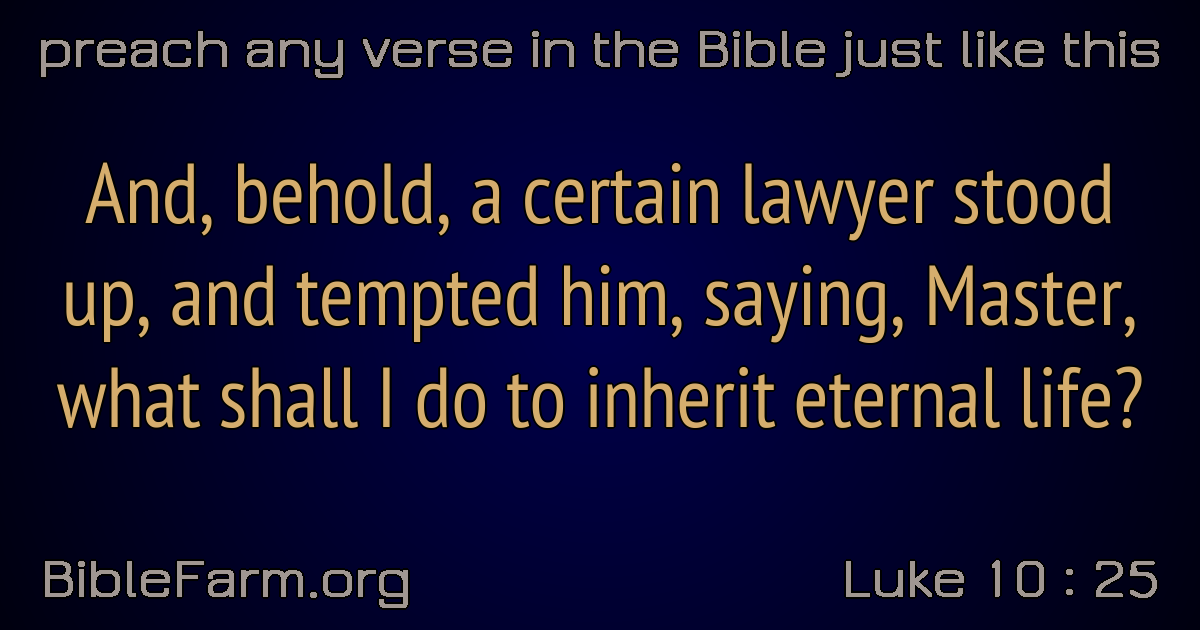 preach any verse in the Bible just like this
And, behold, a certain lawyer stood
up, and tempted him, saying, Master,
what shall I do to inherit eternal life?
BibleFarm.org
Luke 10 : 25